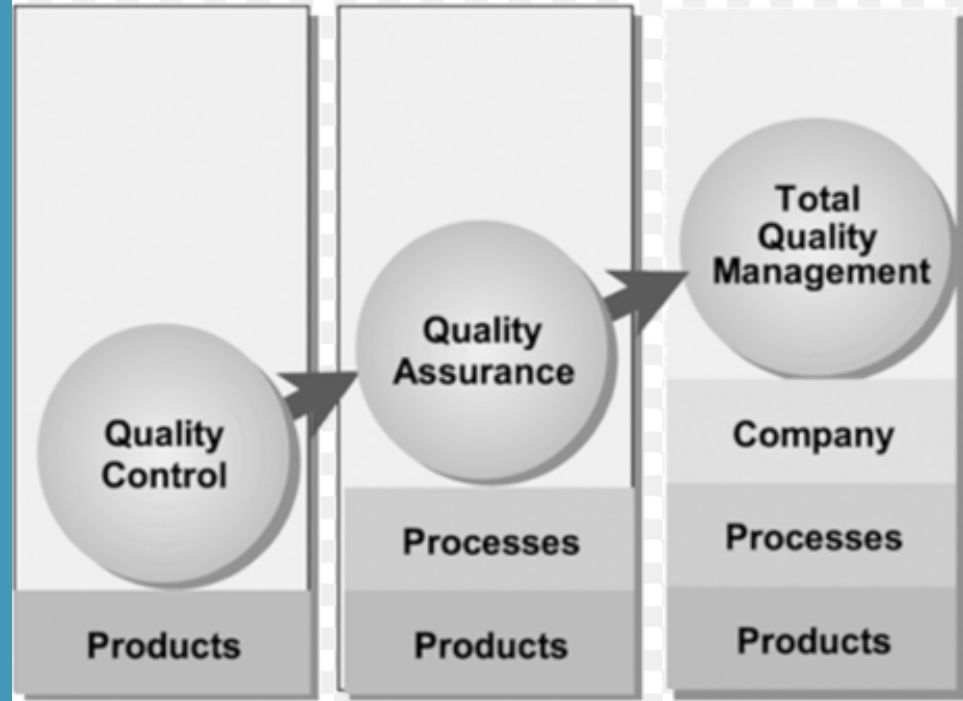 Quality
Control
Products
Quality
Assurance
Processes
Products
Total
Quality
Management
Company
Processes
Products